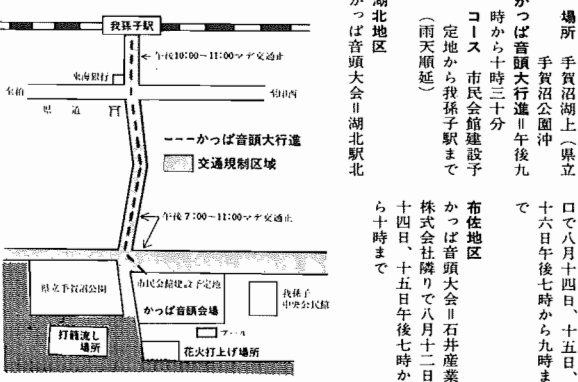 場所　手賀沼湖上（県立
手賀沼公園沖
かっぱ音頭大行進＝午後九
時から十時三十分
コース　市民会館建設予
定地から我孫子駅まで
（雨天順延）
湖北地区
かっぱ音頭大会＝湖北駅北
口で八月十四日、十五日、
十六日午後七時から九時ま
で
布佐地区
かっぱ音頭大会＝石井産業
株式会社隣りで八月十二日
十四日、十五日午後七時か
ら十時まで
我孫子駅
午後10:00〜11:00マデ交通止
東海銀行
至柏
県道
至印西
かっぱ音頭大行進
交通規制区域
午後7:00〜11:00マデ交通止
県立手賀沼公園
市民会館建設予定地
かっぱ音頭会場
我孫子
中央公民館
プール
打籠流し
場所
花火打上げ場所